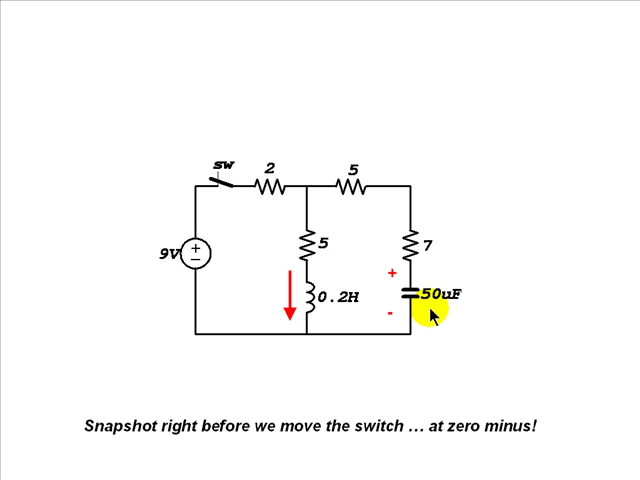 sw
2
5
9V
+
−
5
7
+
0.2H
50uF
-
Snapshot right before we move the switch … at zero minus!